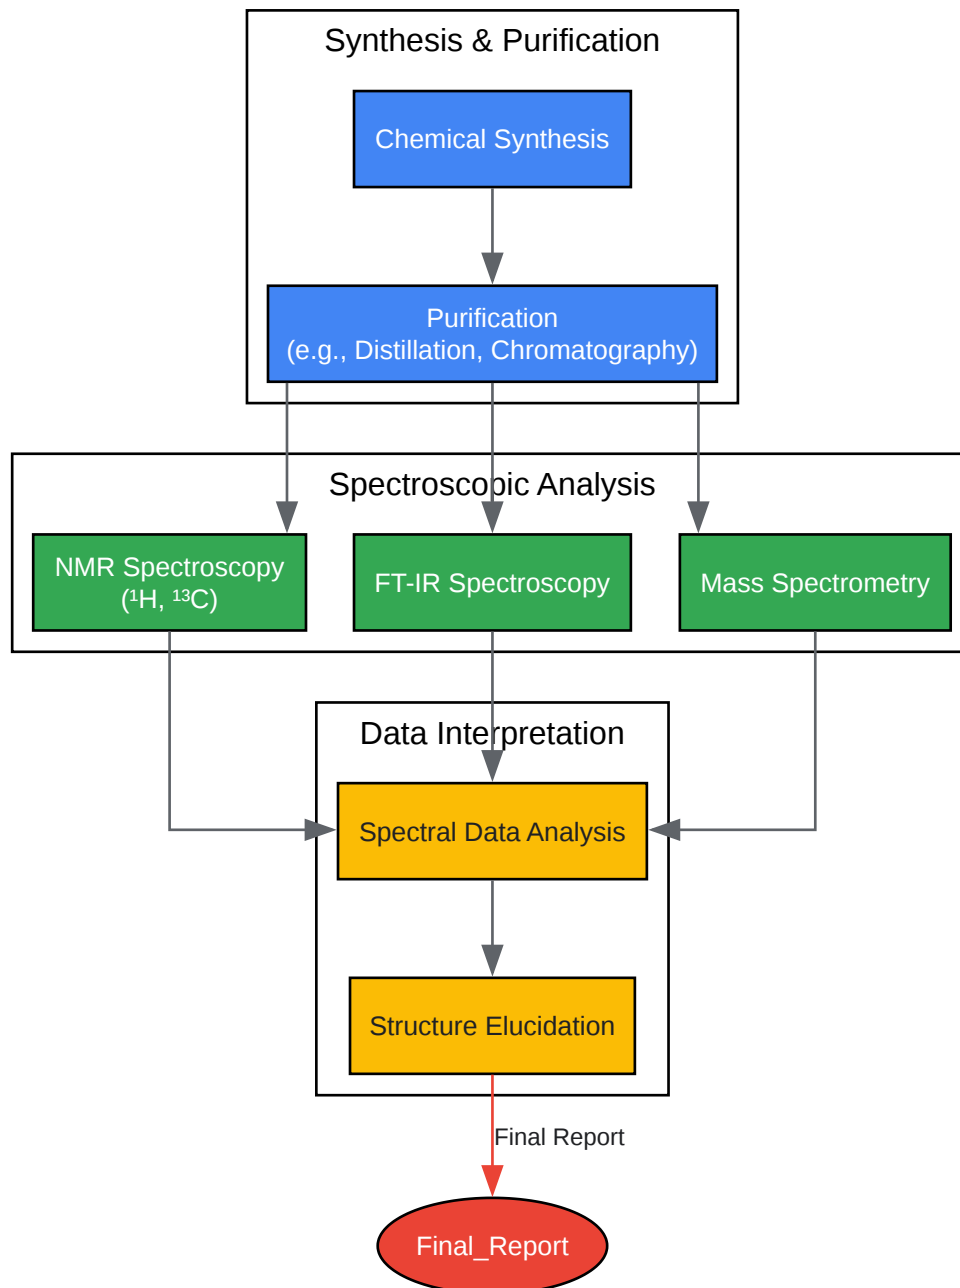 Synthesis & Purification
Chemical Synthesis
Purification
(e.g., Distillation, Chromatography)
Spectroscopic Analysis
NMR Spectroscopy
(¹H, ¹³C)
FT-IR Spectroscopy
Mass Spectrometry
Data Interpretation
Spectral Data Analysis
Structure Elucidation
Final Report
Final_Report